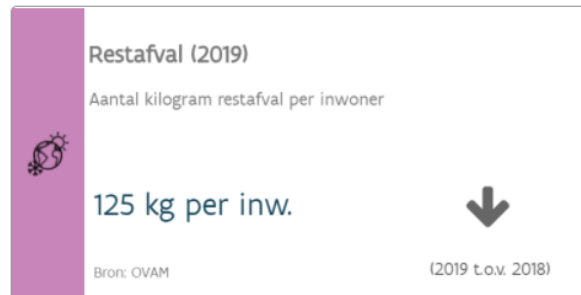 Restafval (2019)
Aantal kilogram restafval per inwoner
125 kg per inw.
Bron: OVAM
(2019 t.o.v. 2018)